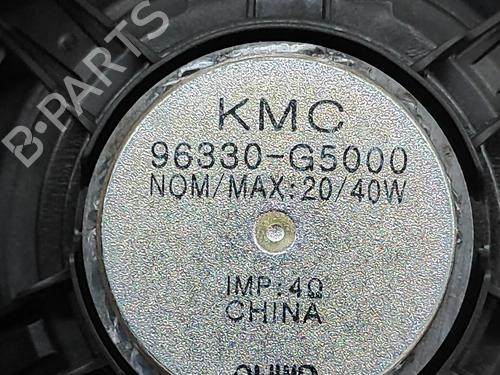 B-PARTS
KMC
96330-G5000
NOM/MAX:20/40W
IMP:4Ω
CHINA